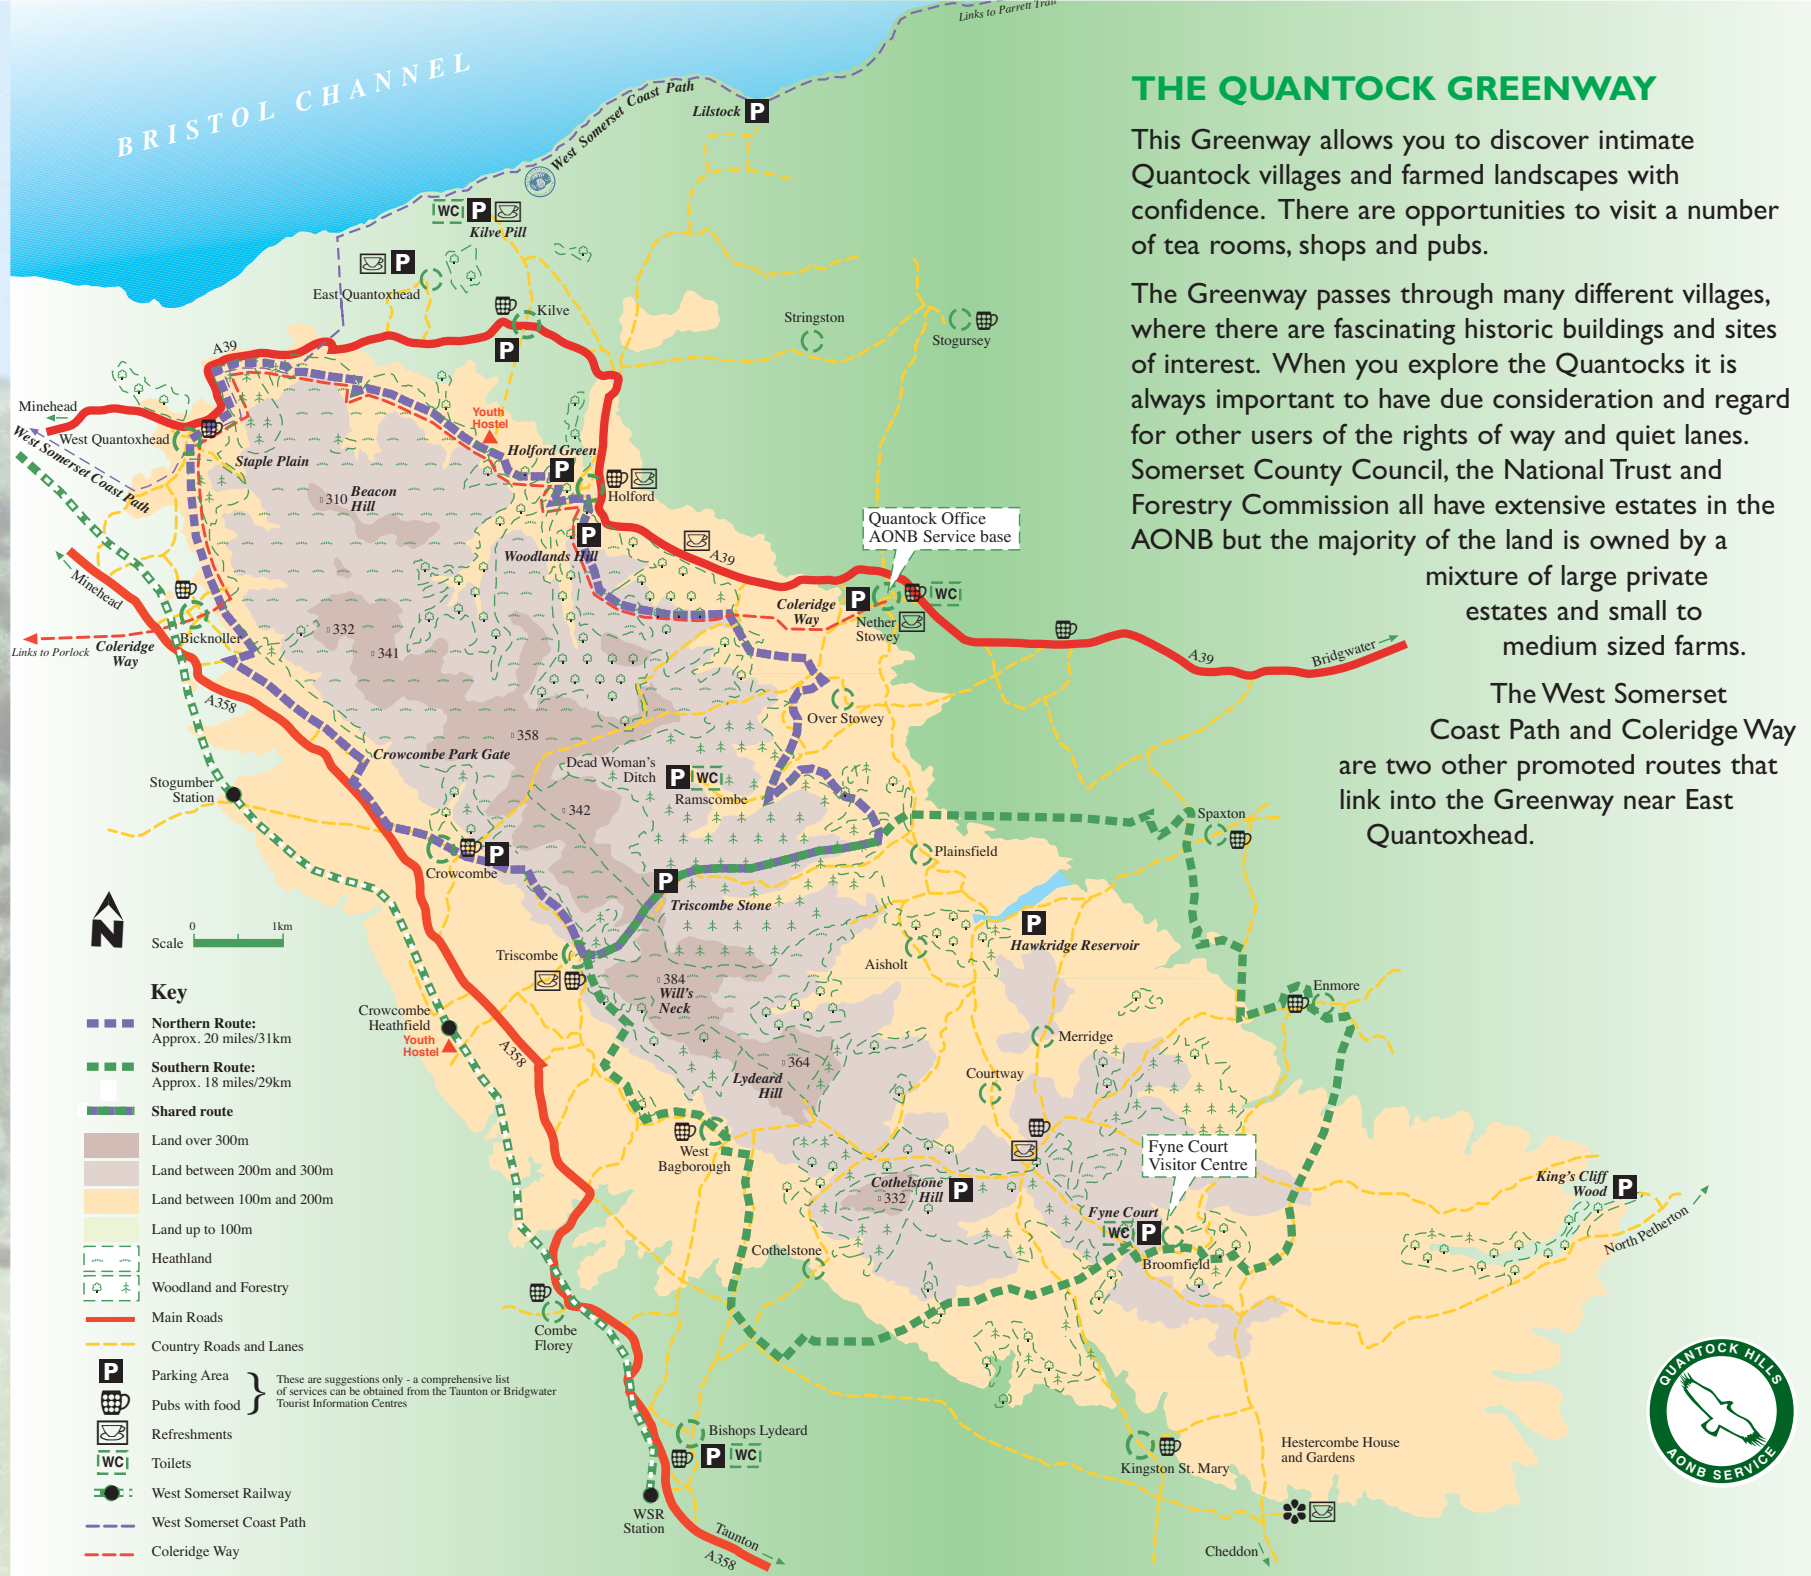 Links to Parrett Trail
BRISTOL CHANNEL
West Somerset Coast Path
Lilstock
P
WC P
Kilve Pill
P
East Quantoxhead
Kilve
P
Stringston
Stogursey
A39
Minehead
West Quantoxhead
West Somerset Coast Path
Staple Plain
Youth
Hostel
Holford Green
P
Holford
310 Beacon
Hill
P
Woodlands Hill
A39
Quantock Office
AONB Service base
Coleridge
Way
P
WC
Nether
Stowey
Minehead
Bicknoller
Links to Porlock
Coleridge
Way
332
341
A358
A39
Bridgwater
Over Stowey
358
Crowcombe Park Gate
Dead Woman's
Ditch
P WC
Ramscombe
Stogumber
Station
342
Spaxton
P
Crowcombe
Plainsfield
P
Triscombe Stone
P
Hawkridge Reservoir
Triscombe
Aisholt
384
Will's
Neck
Enmore
Crowcombe
Heathfield
Youth
Hostel
A358
Merridge
364
Lydeard
Hill
Courtway
West
Bagborough
Fyne Court
Visitor Centre
Cothelstone
Hill
332
P
King's Cliff
Wood
P
North Petherton
Fyne Court
WC P
Broomfield
Cothelstone
Combe
Florey
Bishops Lydeard
P WC
Kingston St. Mary
Hestercombe House
and Gardens
WSR
Station
Taunton
A358
Cheddon
N
Scale
0 1km
Key
Northern Route:
Approx. 20 miles/31km
Southern Route:
Approx. 18 miles/29km
Shared route
Land over 300m
Land between 200m and 300m
Land between 100m and 200m
Land up to 100m
Heathland
Woodland and Forestry
Main Roads
Country Roads and Lanes
P Parking Area
Pubs with food
These are suggestions only - a comprehensive list
of services can be obtained from the Taunton or Bridgwater
Tourist Information Centres
Refreshments
WC Toilets
West Somerset Railway
West Somerset Coast Path
Coleridge Way
THE QUANTOCK GREENWAY
This Greenway allows you to discover intimate
Quantock villages and farmed landscapes with
confidence. There are opportunities to visit a number
of tea rooms, shops and pubs.
The Greenway passes through many different villages,
where there are fascinating historic buildings and sites
of interest. When you explore the Quantocks it is
always important to have due consideration and regard
for other users of the rights of way and quiet lanes.
Somerset County Council, the National Trust and
Forestry Commission all have extensive estates in the
AONB but the majority of the land is owned by a
mixture of large private
estates and small to
medium sized farms.
The West Somerset
Coast Path and Coleridge Way
are two other promoted routes that
link into the Greenway near East
Quantoxhead.
QUANTOCK HILLS
AONB SERVICE